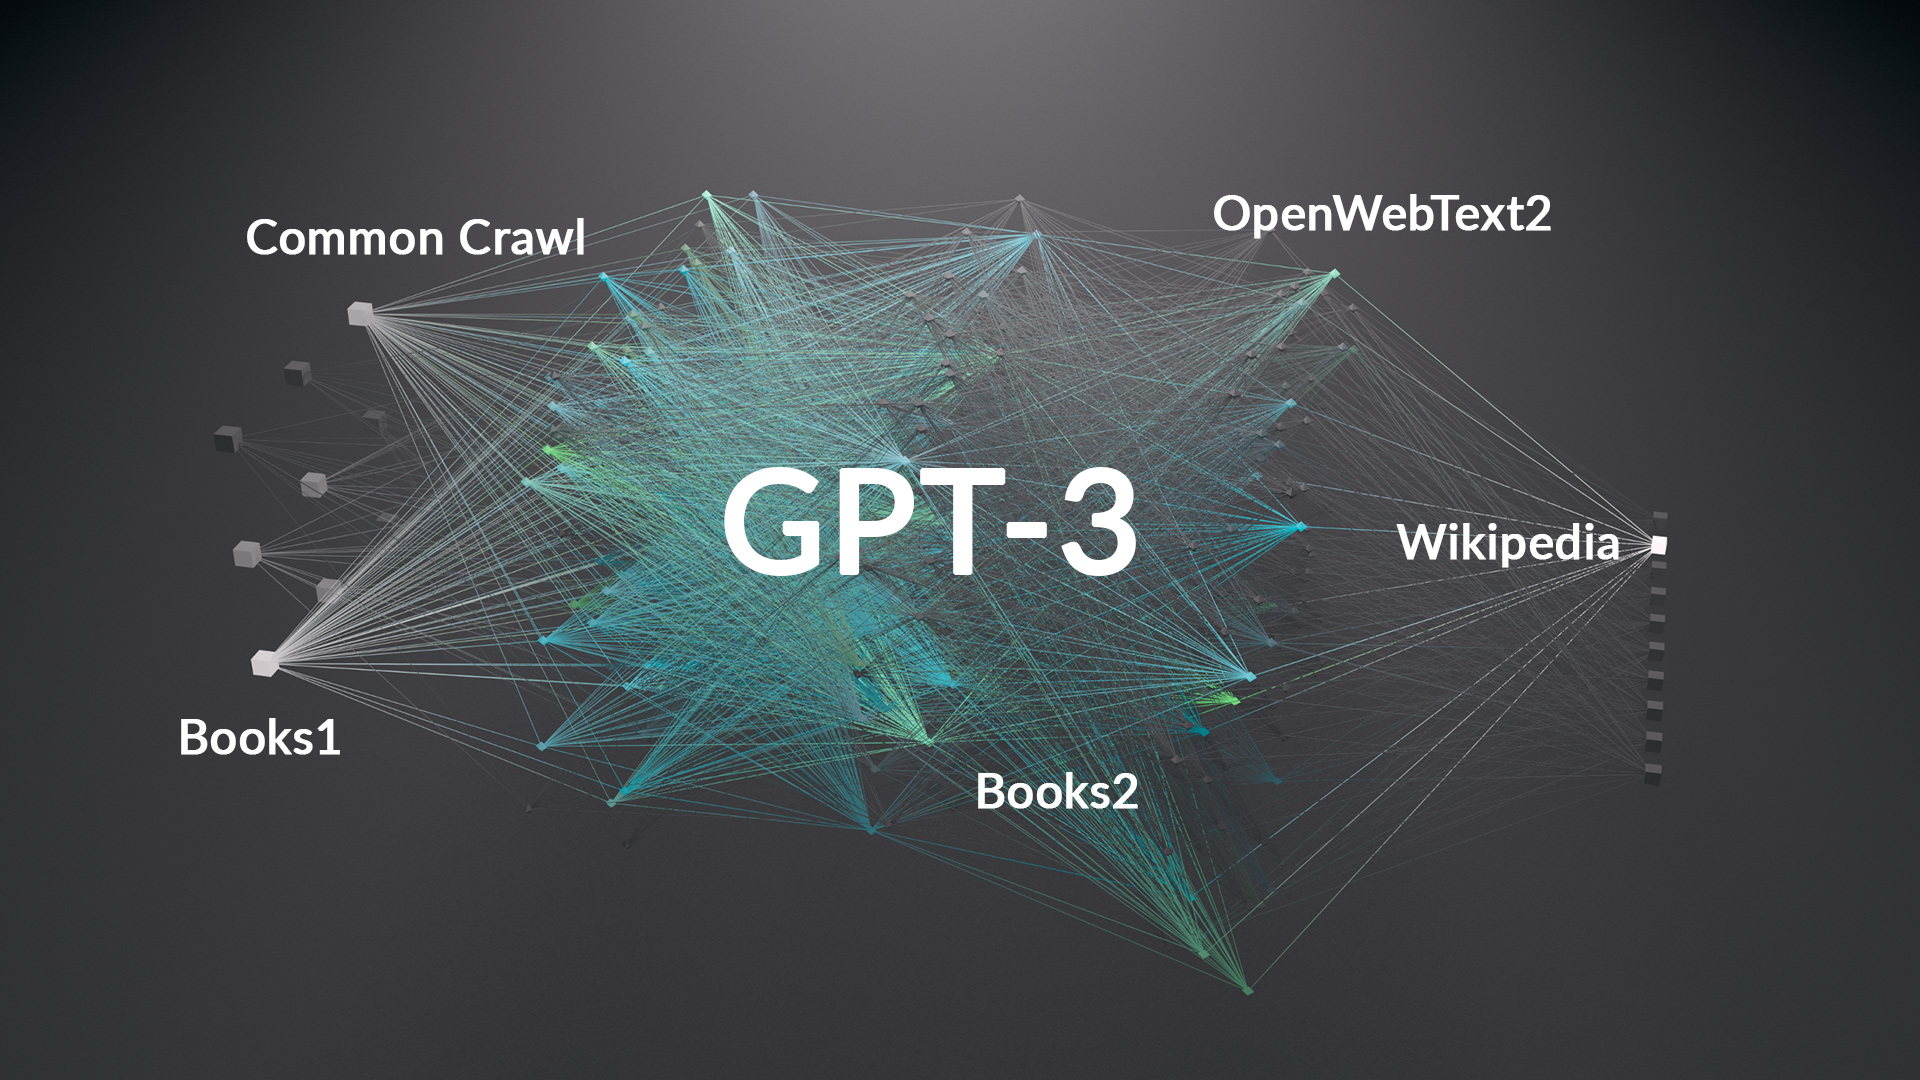 OpenWebText2
Common Crawl
GPT-3
Wikipedia
Books1
Books2